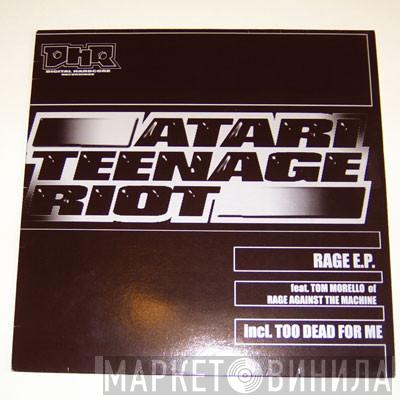 DHR
DIGITAL HARDCORE
RECORDINGS
ATARI
TEENAGE
RIOT
RAGE E.P.
feat. TOM MORELLO of
RAGE AGAINST THE MACHINE
incl. TOO DEAD FOR ME
МАРКЕТ ВИНИЛА